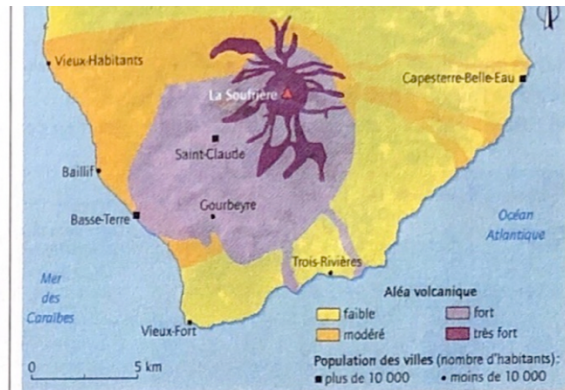 Vieux-Habitants
La Soufrière
Capesterre-Belle-Eau
Saint-Claude
Baillif
Basse-Terre
Gourbeyre
Océan
Atlantique
Mer
des
Caraïbes
Trois-Rivières
Vieux-Fort
Aléa volcanique
faible
fort
modéré
très fort
0
5 km
Population des villes (nombre d'habitants) :
plus de 10 000
moins de 10 000